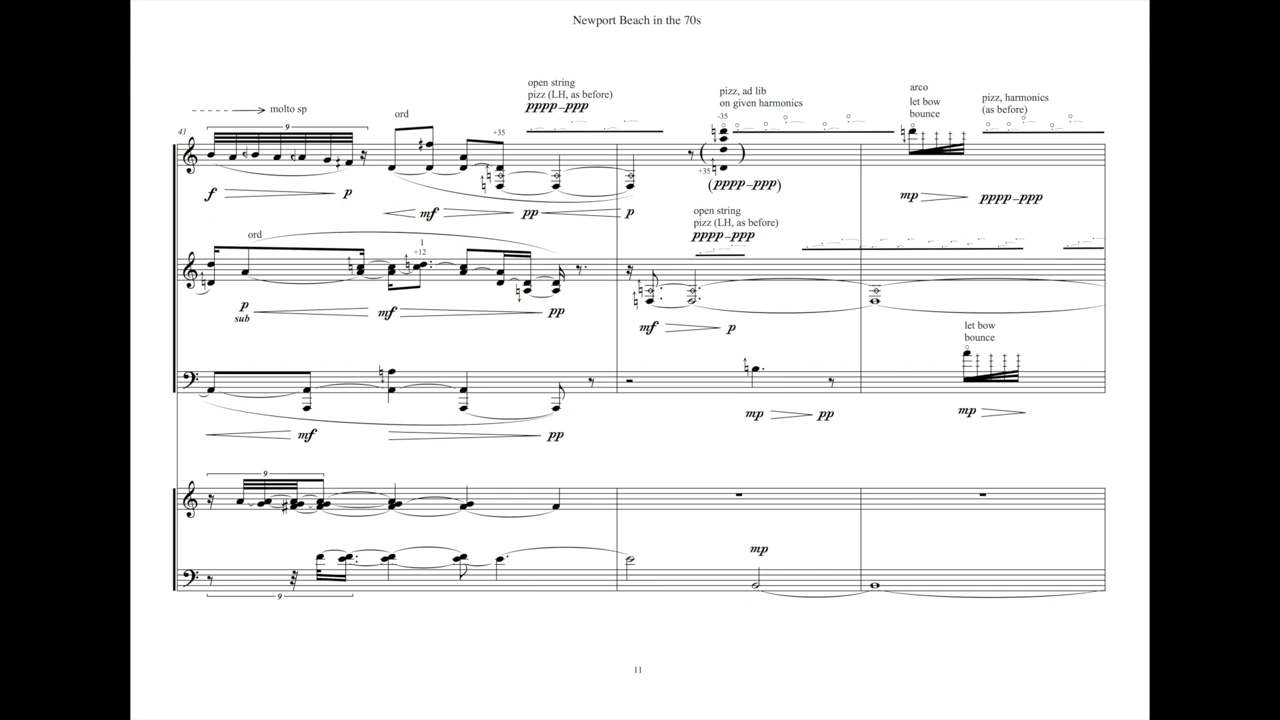 Newport Beach in the 70s
molto sp
ord
open string
pizz (LH, as before)
pppp–ppp
pizz, ad lib
on given harmonics
-35
arco
let bow
bounce
pizz, harmonics
(as before)
41
9
+35
+35
(pppp–ppp)
f
p
mf
pp
p
mp
pppp–ppp
ord
1
+12
open string
pizz (LH, as before)
pppp–ppp
p
sub
mf
pp
mf
p
let bow
bounce
mf
pp
mp
pp
mp
9
mp
9
11